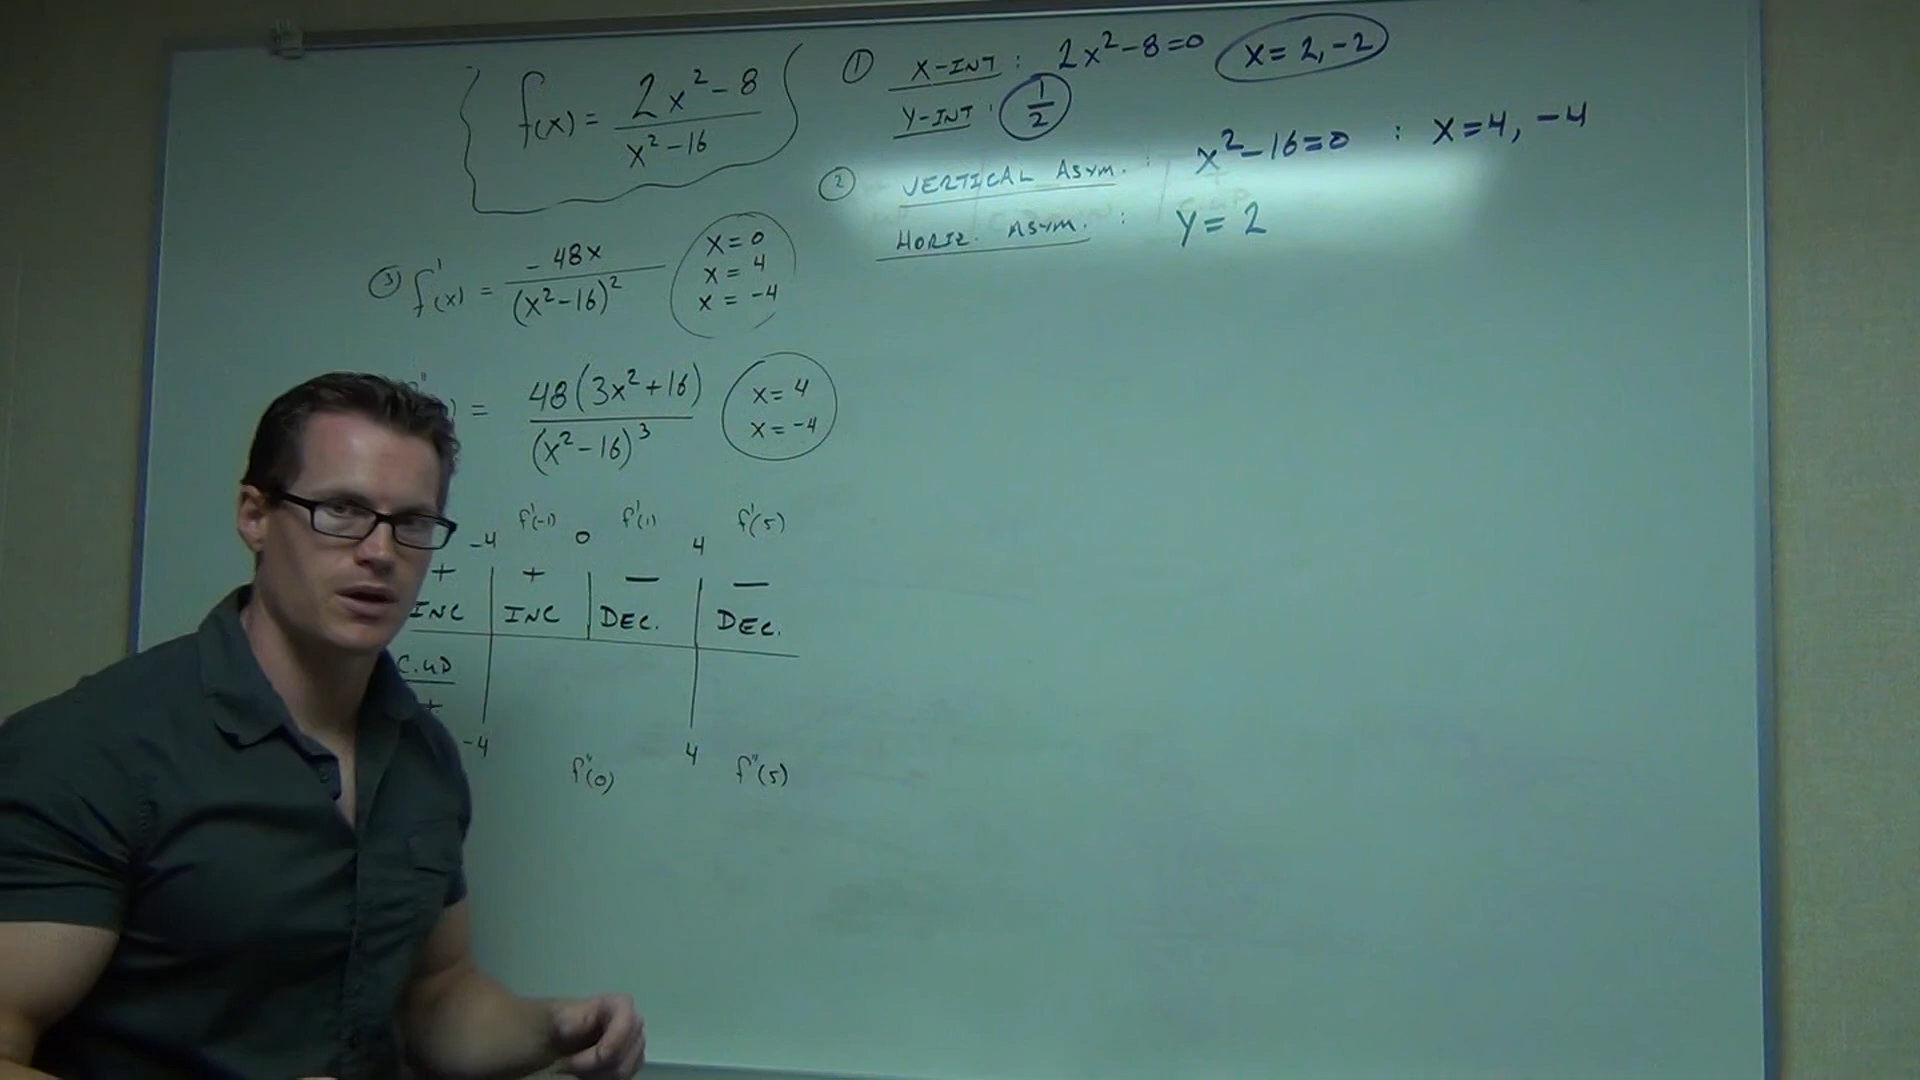 f(x) = 2x² - 8 / x² - 16
① X-INT : 2x² - 8 = 0 X = 2, -2
Y-INT : 1/2
② VERTICAL ASYM. : x² - 16 = 0 : X = 4, -4
HORIZ. ASYM. : Y = 2
③ f'(x) = -48x / (x² - 16)²
X = 0
X = 4
X = -4
" ) = 48(3x² + 16) / (x² - 16)³
X = 4
X = -4
f'(-1) f'(1) f'(5)
-4 0 4
+ + − −
INC INC DEC. DEC.
C.UP
+
-4 4
f''(0) f''(5)